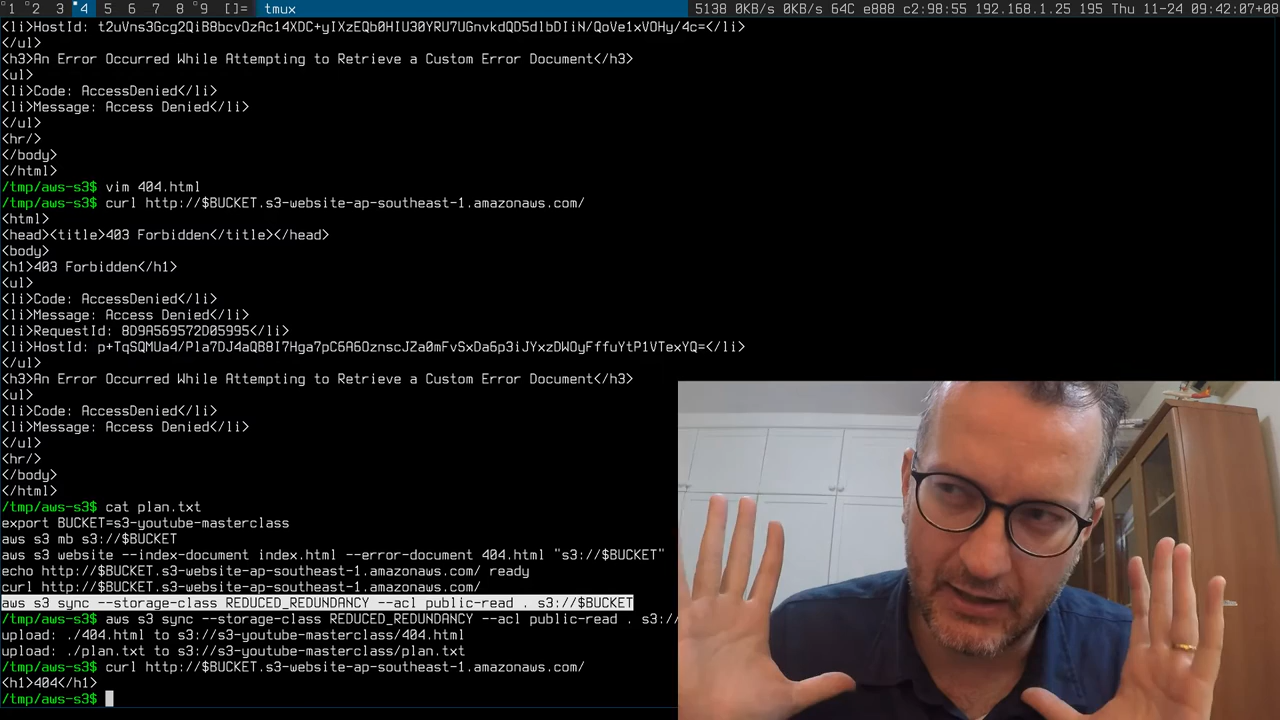 1 2 3 4 5 6 7 8 9 []= tmux 5138 0KB/s 0KB/s 64C e888 c2:98:55 192.168.1.25 195 Thu 11-24 09:42:07+08
<li>HostId: t2uVns3Gcg2QiB8bcvOzAc14XDC+yIXzEQb0HIU30YRU7UGnvkdQD5dlbDIiN/QoVe1xVOHy/4c=</li>
</ul>
<h3>An Error Occurred While Attempting to Retrieve a Custom Error Document</h3>
<ul>
<li>Code: AccessDenied</li>
<li>Message: Access Denied</li>
</ul>
<hr/>
</body>
</html>
/tmp/aws-s3$ vim 404.html
/tmp/aws-s3$ curl http://$BUCKET.s3-website-ap-southeast-1.amazonaws.com/
<html>
<head><title>403 Forbidden</title></head>
<body>
<h1>403 Forbidden</h1>
<ul>
<li>Code: AccessDenied</li>
<li>Message: Access Denied</li>
<li>RequestId: 8D9A569572D05995</li>
<li>HostId: p+TqSQMUa4/Pla7DJ4aQB8I7Hga7pC6A6OznscJZa0mFvSxDa6p3iJYxzDWOyFffuYtP1VTexYQ=</li>
</ul>
<h3>An Error Occurred While Attempting to Retrieve a Custom Error Document</h3>
<ul>
<li>Code: AccessDenied</li>
<li>Message: Access Denied</li>
</ul>
<hr/>
</body>
</html>
/tmp/aws-s3$ cat plan.txt
export BUCKET=s3-youtube-masterclass
aws s3 mb s3://$BUCKET
aws s3 website --index-document index.html --error-document 404.html "s3://$BUCKET"
echo http://$BUCKET.s3-website-ap-southeast-1.amazonaws.com/ ready
curl http://$BUCKET.s3-website-ap-southeast-1.amazonaws.com/
aws s3 sync --storage-class REDUCED_REDUNDANCY --acl public-read . s3://$BUCKET
/tmp/aws-s3$ aws s3 sync --storage-class REDUCED_REDUNDANCY --acl public-read . s3:/
upload: ./404.html to s3://s3-youtube-masterclass/404.html
upload: ./plan.txt to s3://s3-youtube-masterclass/plan.txt
/tmp/aws-s3$ curl http://$BUCKET.s3-website-ap-southeast-1.amazonaws.com/
<h1>404</h1>
/tmp/aws-s3$